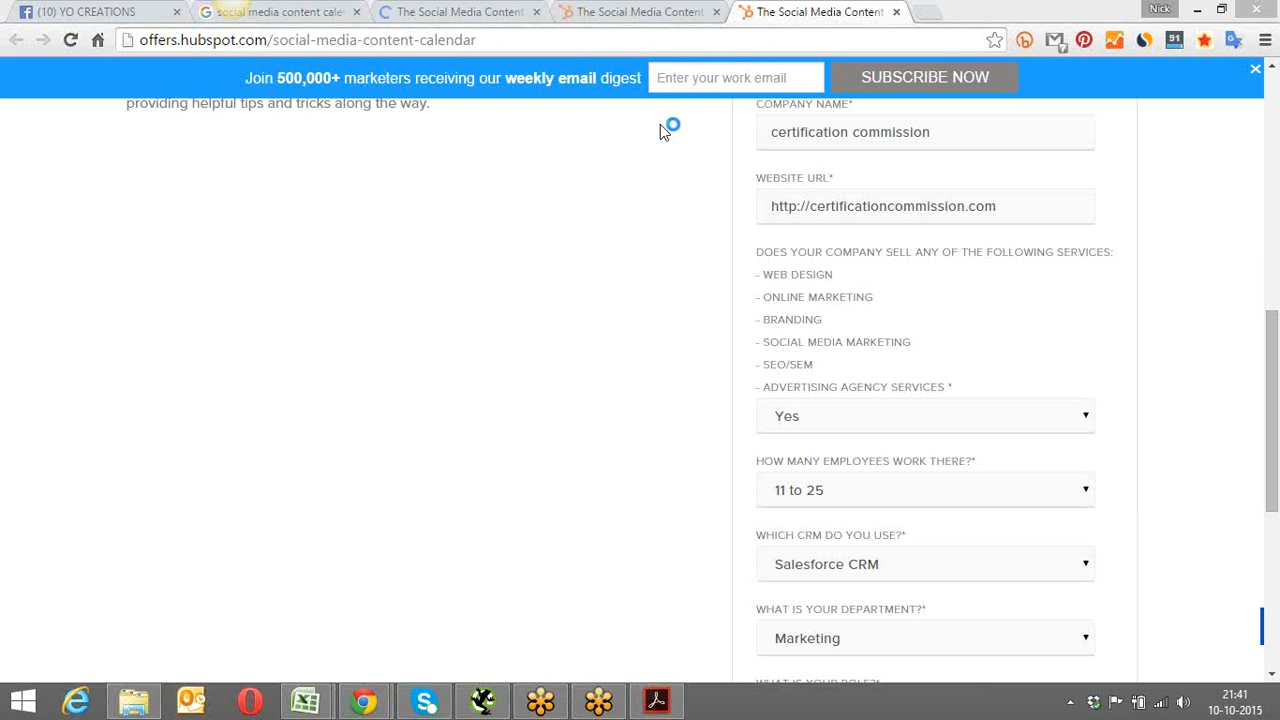 (10) YO CREATIONS
social media content cale
The Social Media Content
The Social Media Content
The Social Media Content
Nick
offers.hubspot.com/social-media-content-calendar
91
Join 500,000+ marketers receiving our weekly email digest
Enter your work email
SUBSCRIBE NOW
providing helpful tips and tricks along the way.
COMPANY NAME*
certification commission
WEBSITE URL*
http://certificationcommission.com
DOES YOUR COMPANY SELL ANY OF THE FOLLOWING SERVICES:
- WEB DESIGN
- ONLINE MARKETING
- BRANDING
- SOCIAL MEDIA MARKETING
- SEO/SEM
- ADVERTISING AGENCY SERVICES *
Yes
HOW MANY EMPLOYEES WORK THERE?*
11 to 25
WHICH CRM DO YOU USE?*
Salesforce CRM
WHAT IS YOUR DEPARTMENT?*
Marketing
WHAT IS YOUR ROLE?*
21:41
10-10-2015